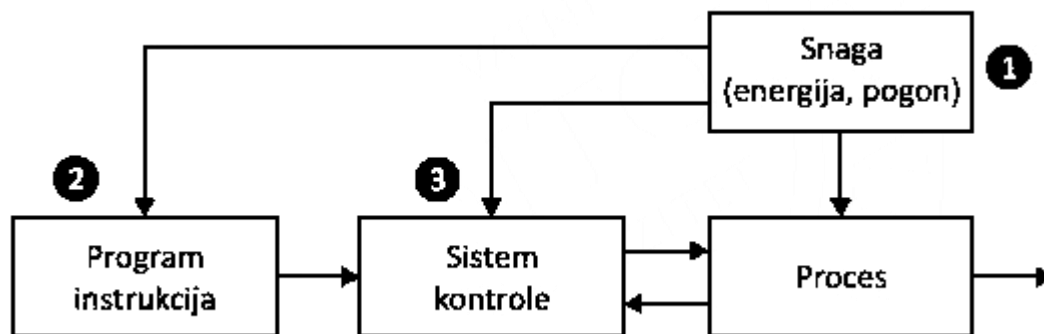 Snaga
(energija, pogon)
1
2
3
Program
instrukcija
Sistem
kontrole
Proces